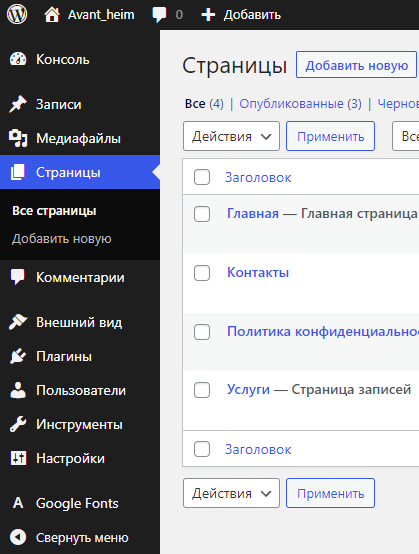 Avant_heim 0 Добавить
Консоль
Записи
Медиафайлы
Страницы
Все страницы
Добавить новую
Комментарии
Внешний вид
Плагины
Пользователи
Инструменты
Настройки
Google Fonts
Свернуть меню
Страницы Добавить новую
Все (4) | Опубликованные (3) | Чернов
Действия Применить Все
Заголовок
Главная — Главная страница
Контакты
Политика конфиденциально
Услуги — Страница записей
Заголовок
Действия Применить